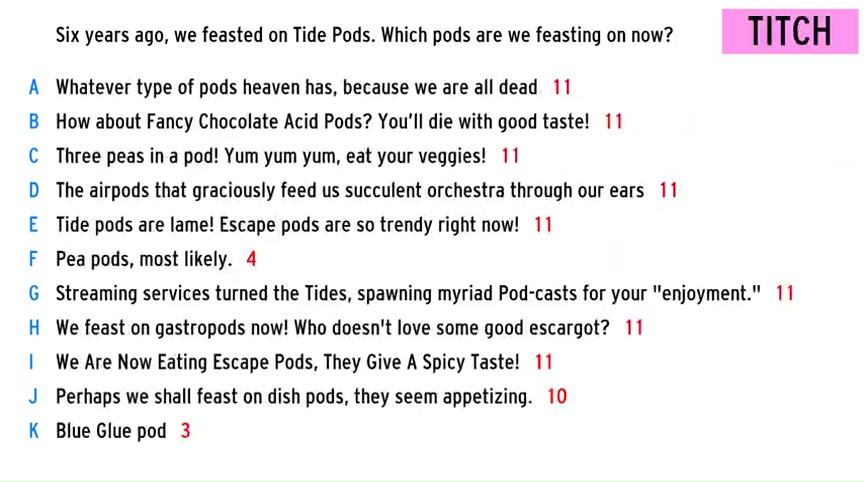 Six years ago, we feasted on Tide Pods. Which pods are we feasting on now?
TITCH
A Whatever type of pods heaven has, because we are all dead 11
B How about Fancy Chocolate Acid Pods? You'll die with good taste! 11
C Three peas in a pod! Yum yum yum, eat your veggies! 11
D The airpods that graciously feed us succulent orchestra through our ears 11
E Tide pods are lame! Escape pods are so trendy right now! 11
F Pea pods, most likely. 4
G Streaming services turned the Tides, spawning myriad Pod-casts for your "enjoyment." 11
H We feast on gastropods now! Who doesn't love some good escargot? 11
I We Are Now Eating Escape Pods, They Give A Spicy Taste! 11
J Perhaps we shall feast on dish pods, they seem appetizing. 10
K Blue Glue pod 3